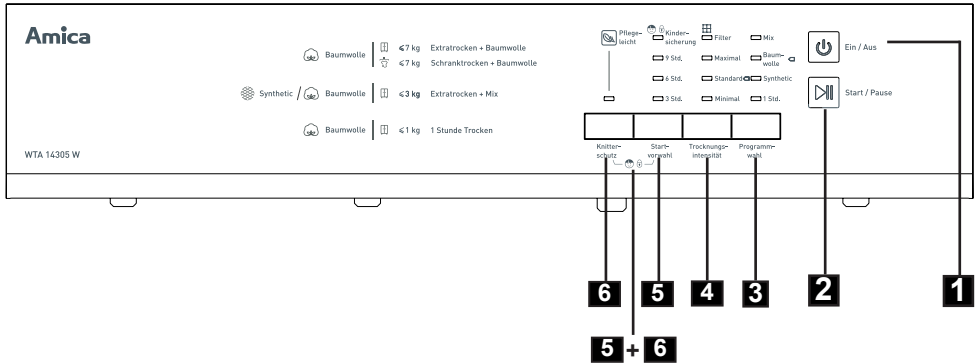 Amica
Baumwolle ⩽7 kg Extratrocken + Baumwolle
⩽7 kg Schranktrocken + Baumwolle
Synthetic / Baumwolle ⩽3 kg Extratrocken + Mix
Baumwolle ⩽1 kg 1 Stunde Trocken
WTA 14305 W
Pflege-
leicht
Kinder-
sicherung
9 Std.
6 Std.
3 Std.
Filter
Maximal
Standard
Minimal
Mix
Baum-
wolle
Synthetic
1 Std.
Ein / Aus
Start / Pause
Knitter-
schutz
Start-
vorwahl
Trocknungs-
intensität
Programm-
wahl
6 5 4 3 2 1
5 + 6